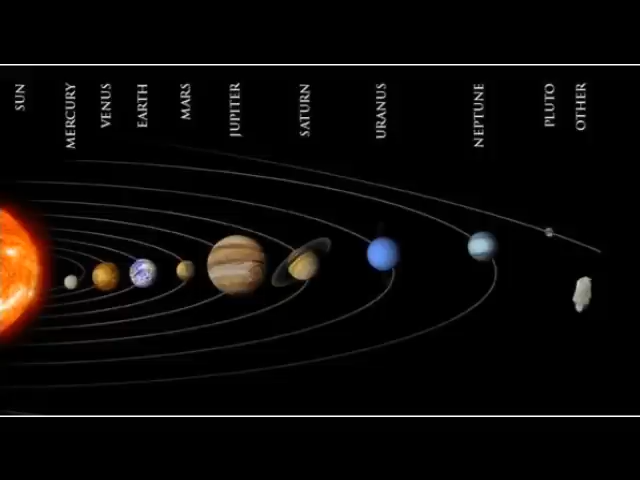 SUN
MERCURY
VENUS
EARTH
MARS
JUPITER
SATURN
URANUS
NEPTUNE
PLUTO
OTHER